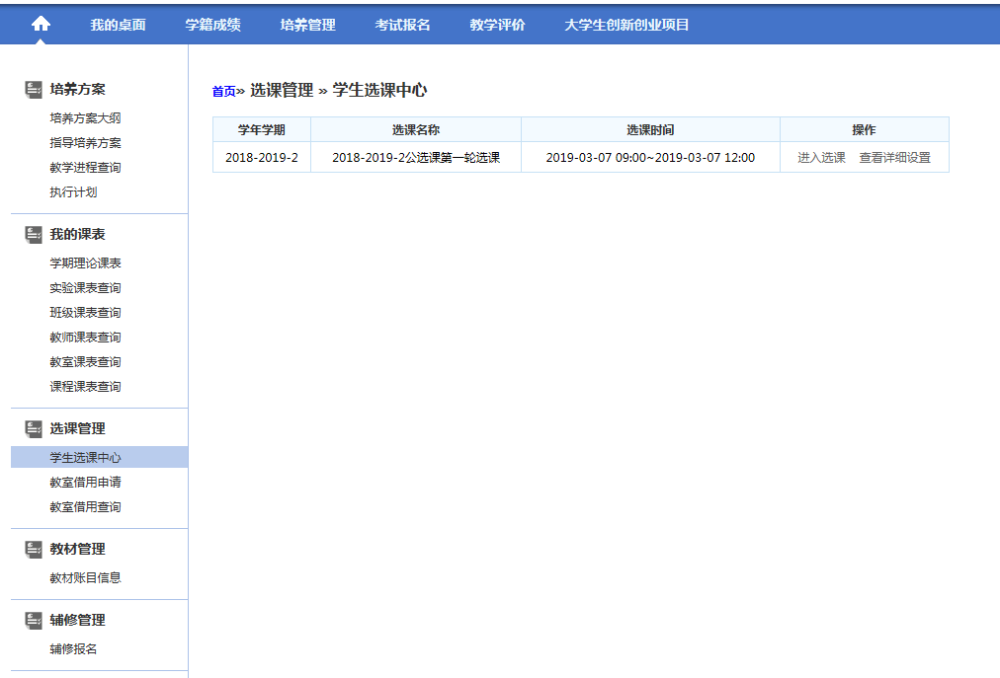 我的桌面 学籍成绩 培养管理 考试报名 教学评价 大学生创新创业项目
培养方案
培养方案大纲
指导培养方案
教学进程查询
执行计划
我的课表
学期理论课表
实验课表查询
班级课表查询
教师课表查询
教室课表查询
课程课表查询
选课管理
学生选课中心
教室借用申请
教室借用查询
教材管理
教材账目信息
辅修管理
辅修报名
首页» 选课管理 » 学生选课中心
学年学期 选课名称 选课时间 操作
2018-2019-2 2018-2019-2公选课第一轮选课 2019-03-07 09:00~2019-03-07 12:00 进入选课 查看详细设置